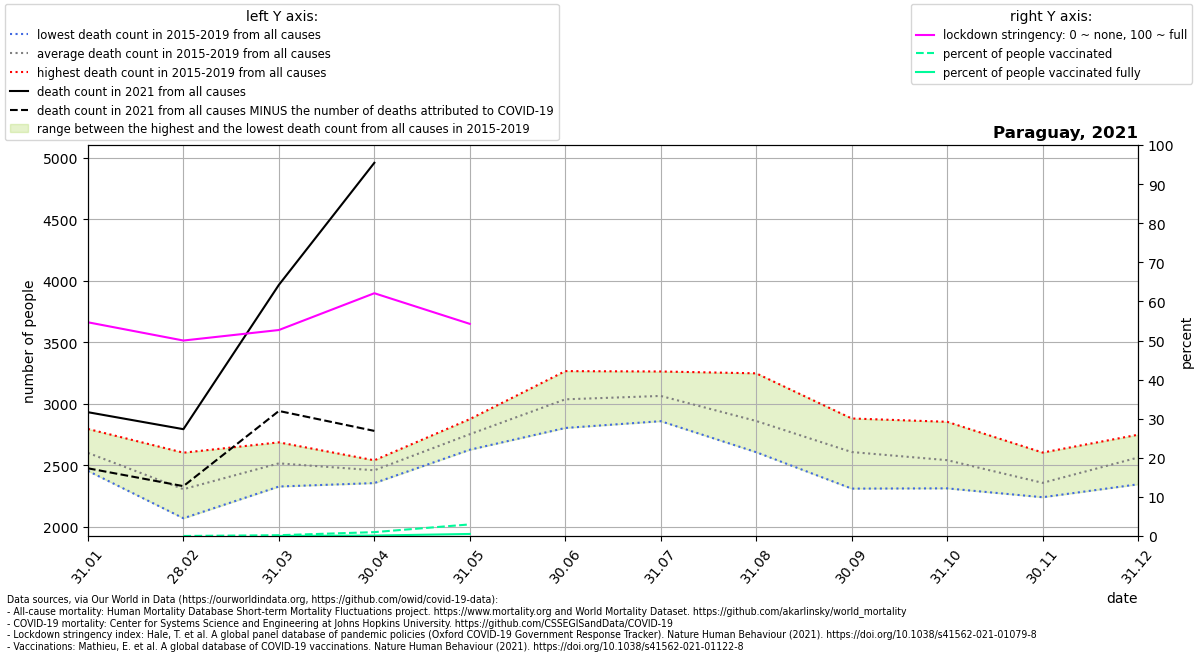 left Y axis:
lowest death count in 2015-2019 from all causes
average death count in 2015-2019 from all causes
highest death count in 2015-2019 from all causes
death count in 2021 from all causes
death count in 2021 from all causes MINUS the number of deaths attributed to COVID-19
range between the highest and the lowest death count from all causes in 2015-2019
right Y axis:
lockdown stringency: 0 ~ none, 100 ~ full
percent of people vaccinated
percent of people vaccinated fully
Paraguay, 2021
number of people
5000
4500
4000
3500
3000
2500
2000
100
90
80
70
60
50
40
30
20
10
0
percent
31.01
28.02
31.03
30.04
31.05
30.06
31.07
31.08
30.09
31.10
30.11
31.12
date
Data sources, via Our World in Data (https://ourworldindata.org, https://github.com/owid/covid-19-data):
- All-cause mortality: Human Mortality Database Short-term Mortality Fluctuations project. https://www.mortality.org and World Mortality Dataset. https://github.com/akarlinsky/world_mortality
- COVID-19 mortality: Center for Systems Science and Engineering at Johns Hopkins University. https://github.com/CSSEGISandData/COVID-19
- Lockdown stringency index: Hale, T. et al. A global panel database of pandemic policies (Oxford COVID-19 Government Response Tracker). Nature Human Behaviour (2021). https://doi.org/10.1038/s41562-021-01079-8
- Vaccinations: Mathieu, E. et al. A global database of COVID-19 vaccinations. Nature Human Behaviour (2021). https://doi.org/10.1038/s41562-021-01122-8